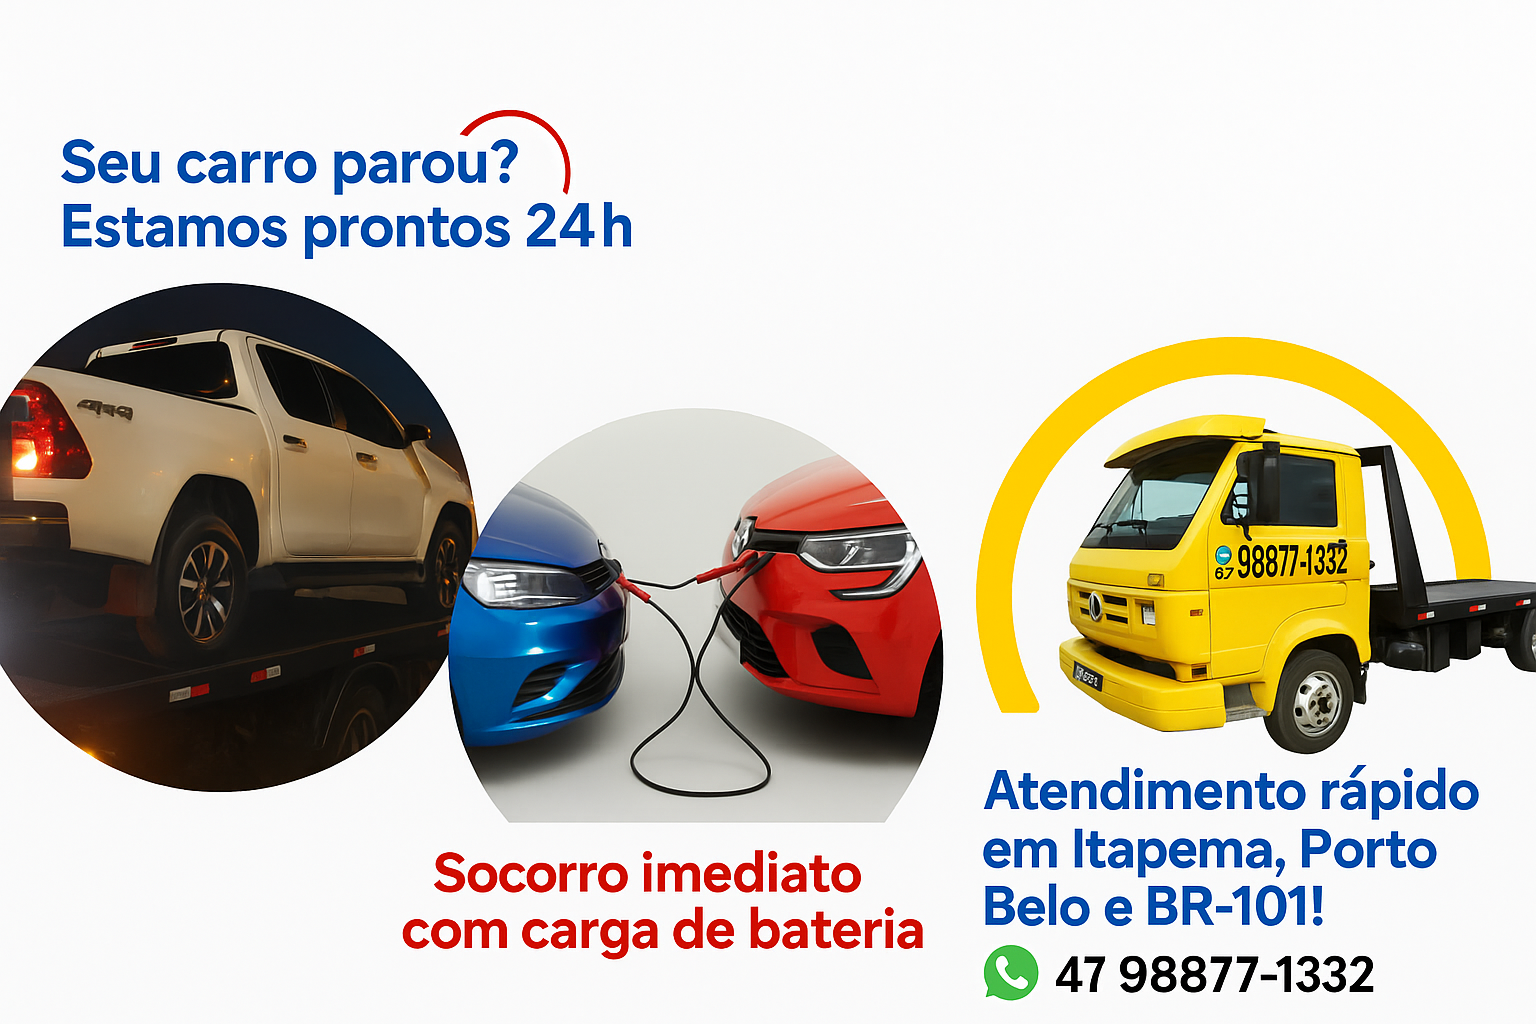 Seu carro parou?
Estamos prontos 24h
4x4
67 98877-1332
Socorro imediato
com carga de bateria
Atendimento rápido
em Itapema, Porto
Belo e BR-101!
47 98877-1332